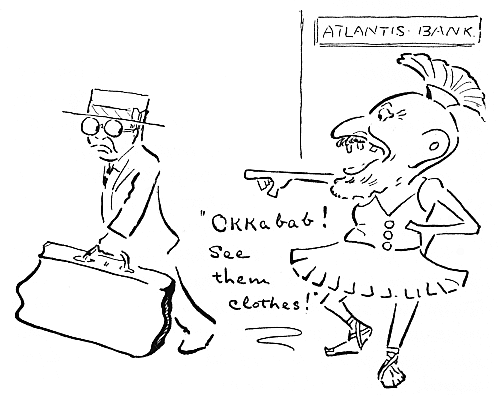 ATLANTIS · BANK.
"Okkabab!
See
them
clothes!"